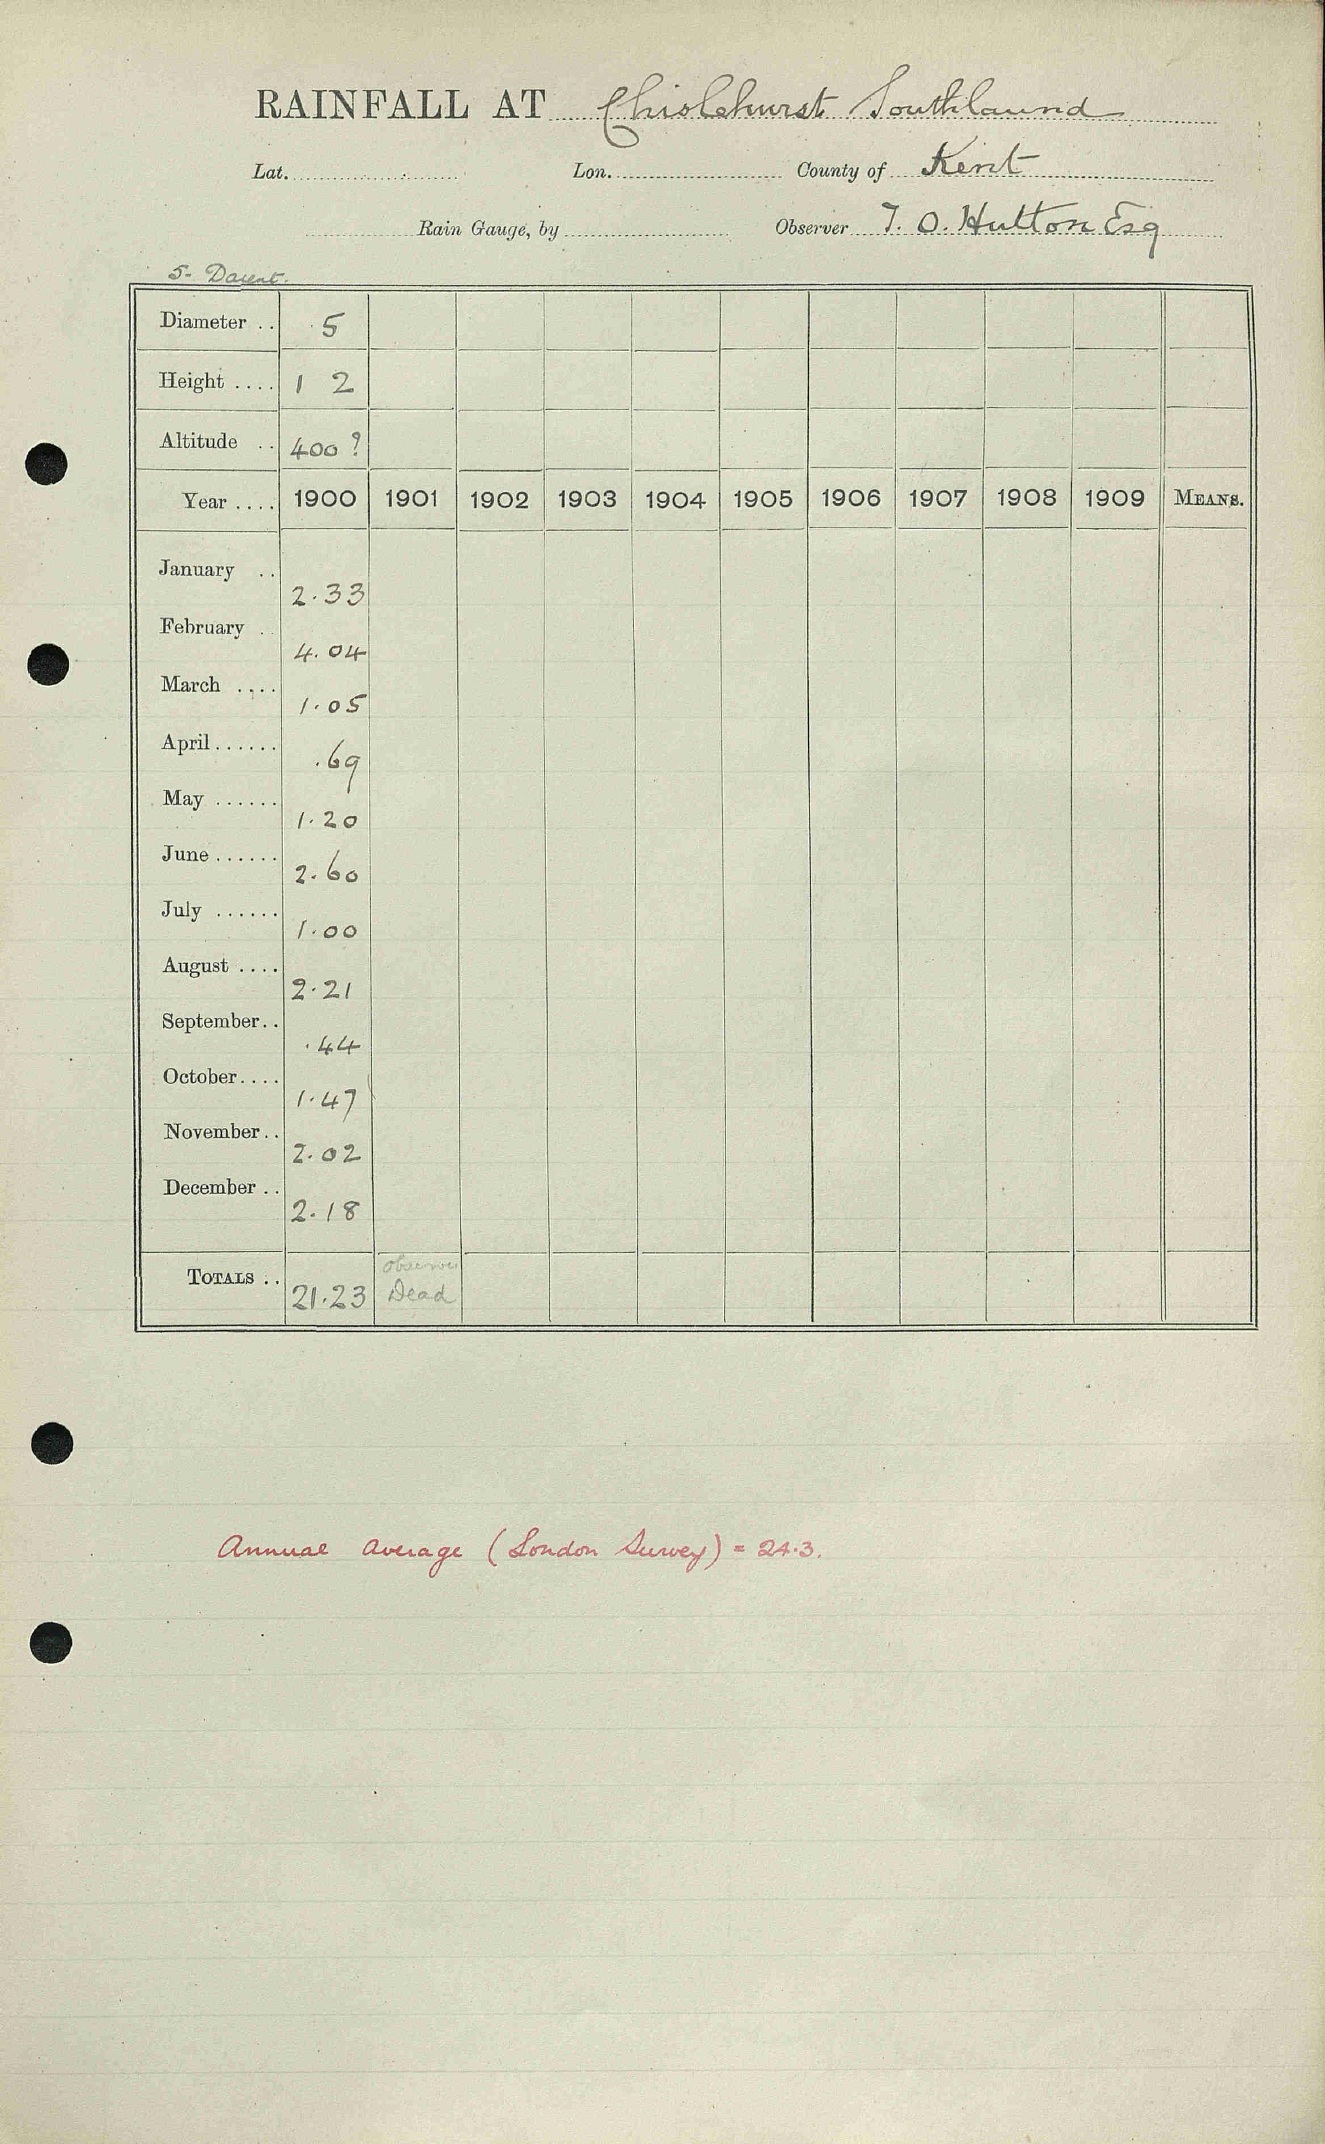 RAINFALL AT Chislehurst Southlaund
Lat. Lon. County of Kent
Rain Gauge, by Observer T. O. Hutton Esq
5- Darent.
Diameter .. 5
Height .... 1 2
Altitude .. 400 ?
Year .... 1900 1901 1902 1903 1904 1905 1906 1907 1908 1909 MEANS.
January .. 2.33
February . 4.04
March .... 1.05
April ...... .69
May ...... 1.20
June ...... 2.60
July ...... 1.00
August .... 2.21
September .. .44
October .... 1.47
November .. 2.02
December .. 2.18
TOTALS .. 21.23 Observer Dead
Annual average (London Survey) = 24.3.